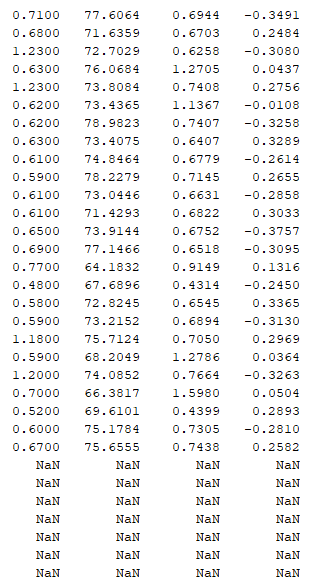 0.7100 77.6064 0.6944 -0.3491
0.6800 71.6359 0.6703 0.2484
1.2300 72.7029 0.6258 -0.3080
0.6300 76.0684 1.2705 0.0437
1.2300 73.8084 0.7408 0.2756
0.6200 73.4365 1.1367 -0.0108
0.6200 78.9823 0.7407 -0.3258
0.6300 73.4075 0.6407 0.3289
0.6100 74.8464 0.6779 -0.2614
0.5900 78.2279 0.7145 0.2655
0.6100 73.0446 0.6631 -0.2858
0.6100 71.4293 0.6822 0.3033
0.6500 73.9144 0.6752 -0.3757
0.6900 77.1466 0.6518 -0.3095
0.7700 64.1832 0.9149 0.1316
0.4800 67.6896 0.4314 -0.2450
0.5800 72.8245 0.6545 0.3365
0.5900 73.2152 0.6894 -0.3130
1.1800 75.7124 0.7050 0.2969
0.5900 68.2049 1.2786 0.0364
1.2000 74.0852 0.7664 -0.3263
0.7000 66.3817 1.5980 0.0504
0.5200 69.6101 0.4399 0.2893
0.6000 75.1784 0.7305 -0.2810
0.6700 75.6555 0.7438 0.2582
NaN NaN NaN NaN
NaN NaN NaN NaN
NaN NaN NaN NaN
NaN NaN NaN NaN
NaN NaN NaN NaN
NaN NaN NaN NaN
NaN NaN NaN NaN